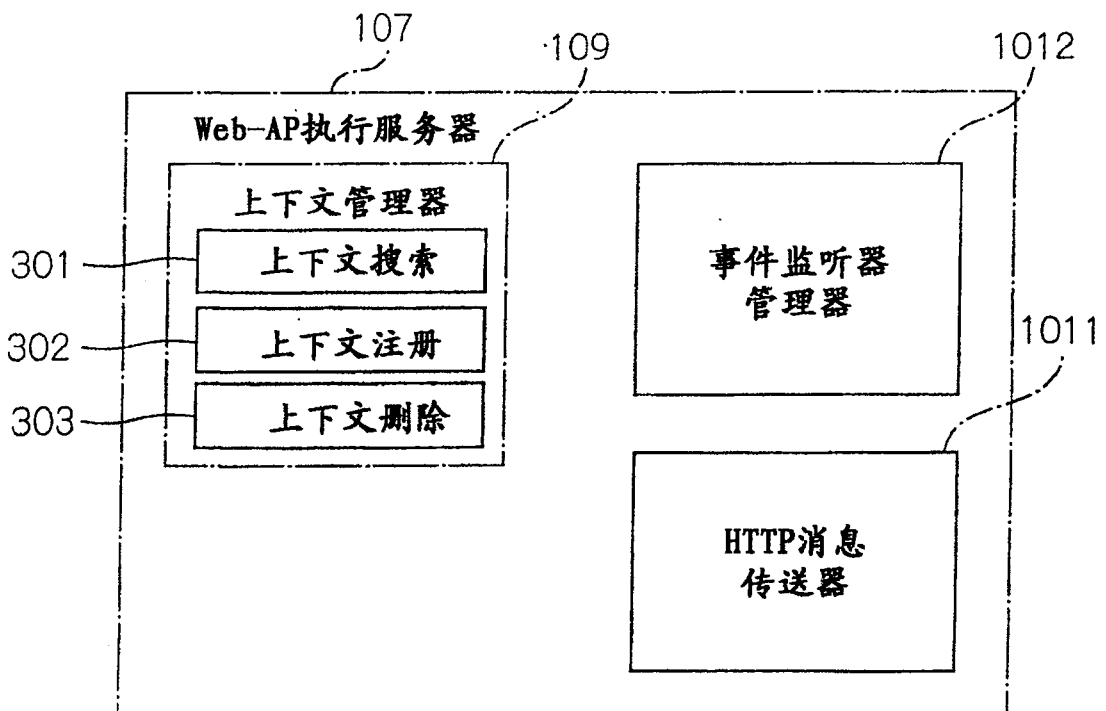 107
109
1012
Web-AP执行服务器
上下文管理器
301
上下文搜索
302
上下文注册
303
上下文删除
事件监听器
管理器
1011
HTTP消息
传送器